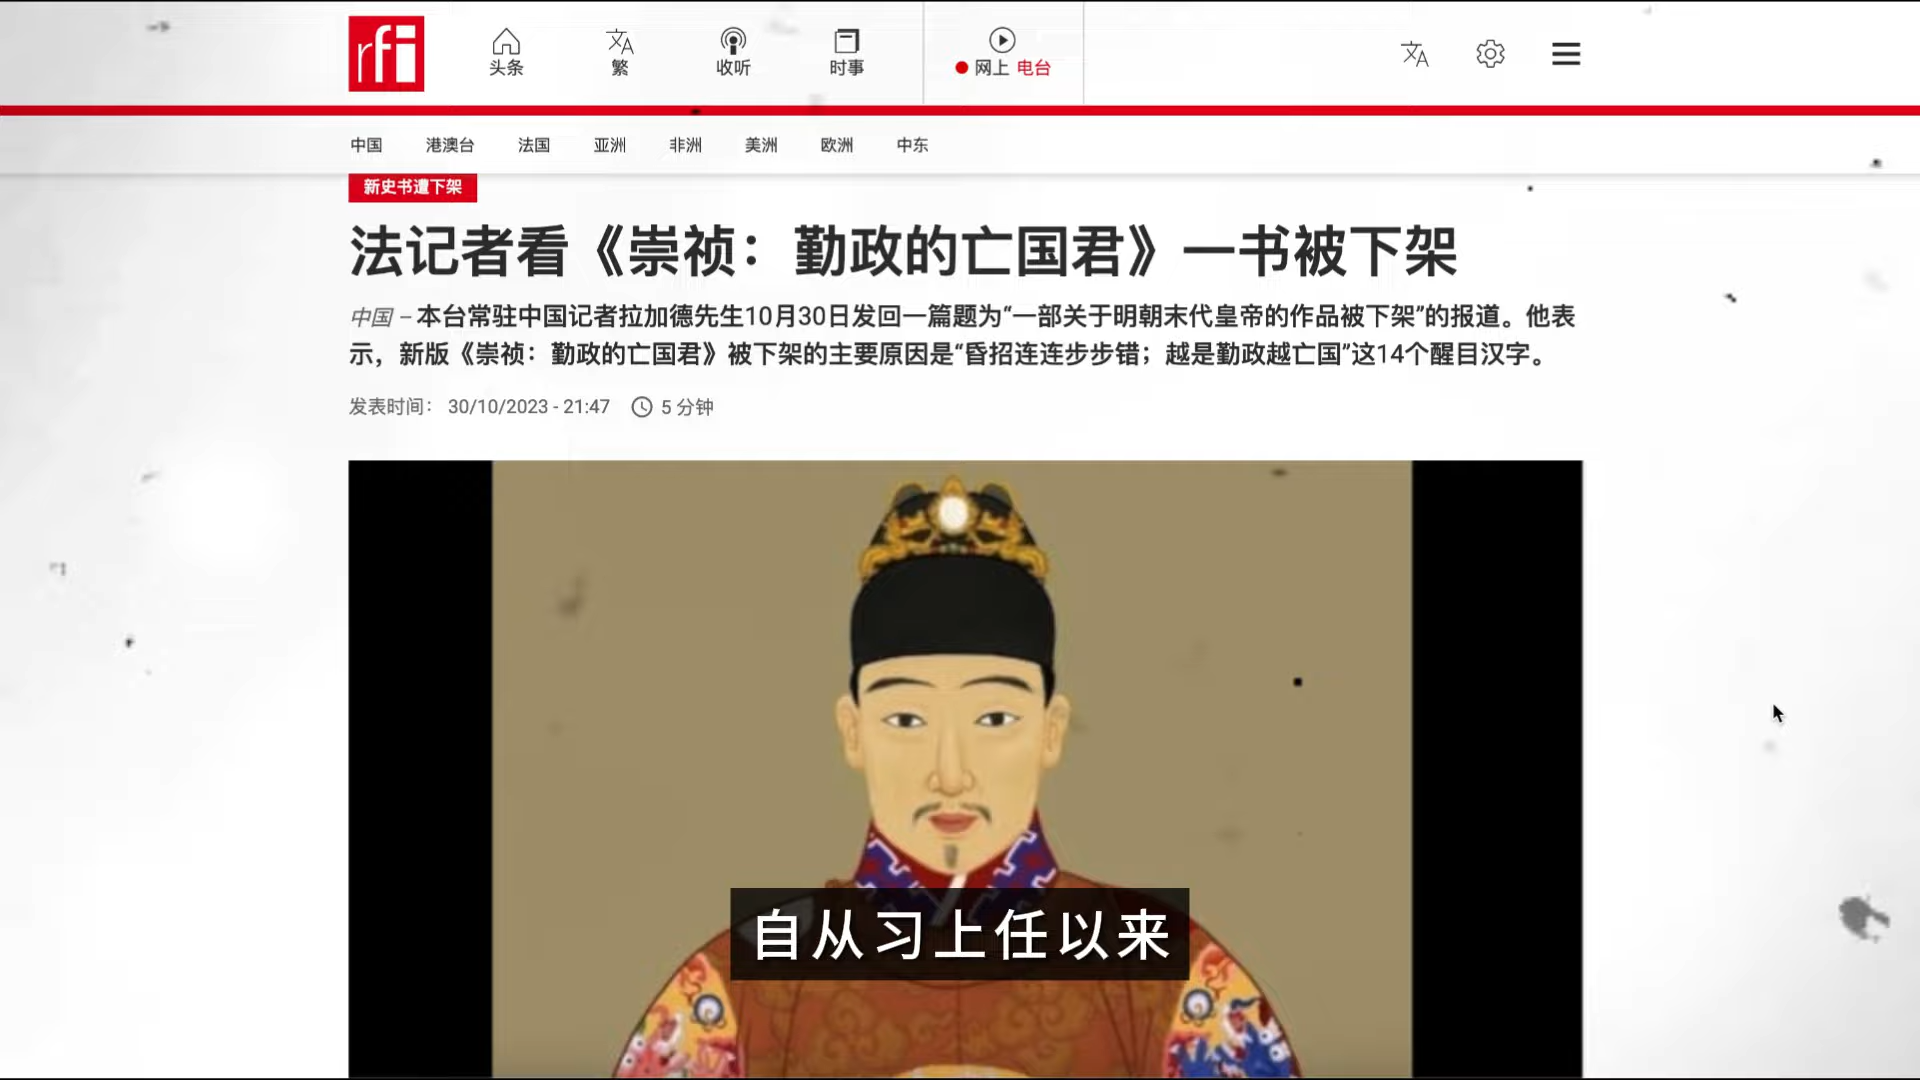 rfi
头条
繁
收听
时事
网上 电台
中国 港澳台 法国 亚洲 非洲 美洲 欧洲 中东
新史书遭下架
法记者看《崇祯：勤政的亡国君》一书被下架
中国 – 本台常驻中国记者拉加德先生10月30日发回一篇题为“一部关于明朝末代皇帝的作品被下架”的报道。他表
示，新版《崇祯：勤政的亡国君》被下架的主要原因是“昏招连连步步错；越是勤政越亡国”这14个醒目汉字。
发表时间： 30/10/2023 - 21:47 5 分钟
自从习上任以来